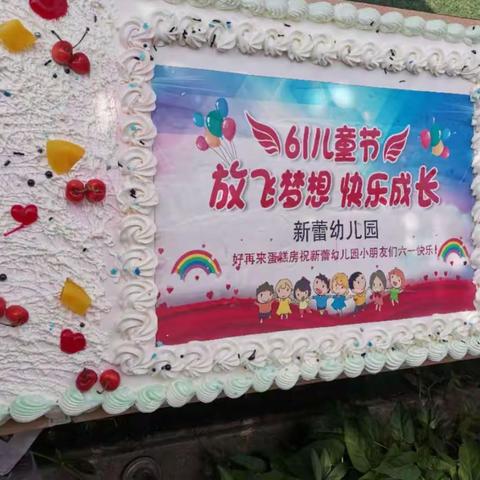 61儿童节
放飞梦想 快乐成长
新蕾幼儿园
好再来蛋糕房祝新蕾幼儿园小朋友们六一快乐!